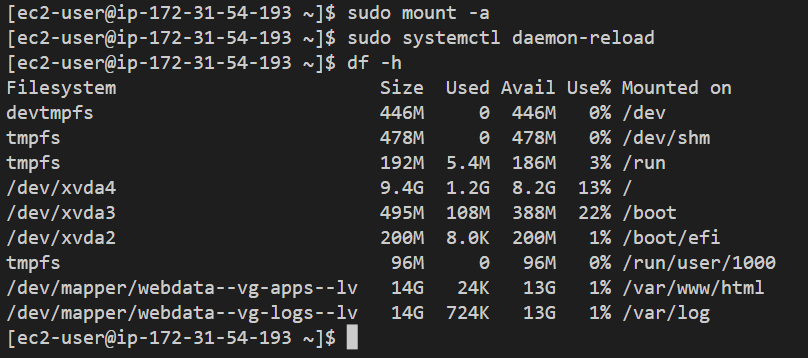 [ec2-user@ip-172-31-54-193 ~]$ sudo mount -a
[ec2-user@ip-172-31-54-193 ~]$ sudo systemctl daemon-reload
[ec2-user@ip-172-31-54-193 ~]$ df -h
Filesystem                        Size  Used Avail Use% Mounted on
devtmpfs                          446M     0  446M   0% /dev
tmpfs                             478M     0  478M   0% /dev/shm
tmpfs                             192M  5.4M  186M   3% /run
/dev/xvda4                        9.4G  1.2G  8.2G  13% /
/dev/xvda3                        495M  108M  388M  22% /boot
/dev/xvda2                        200M  8.0K  200M   1% /boot/efi
tmpfs                              96M     0   96M   0% /run/user/1000
/dev/mapper/webdata--vg-apps--lv   14G   24K   13G   1% /var/www/html
/dev/mapper/webdata--vg-logs--lv   14G  724K   13G   1% /var/log
[ec2-user@ip-172-31-54-193 ~]$